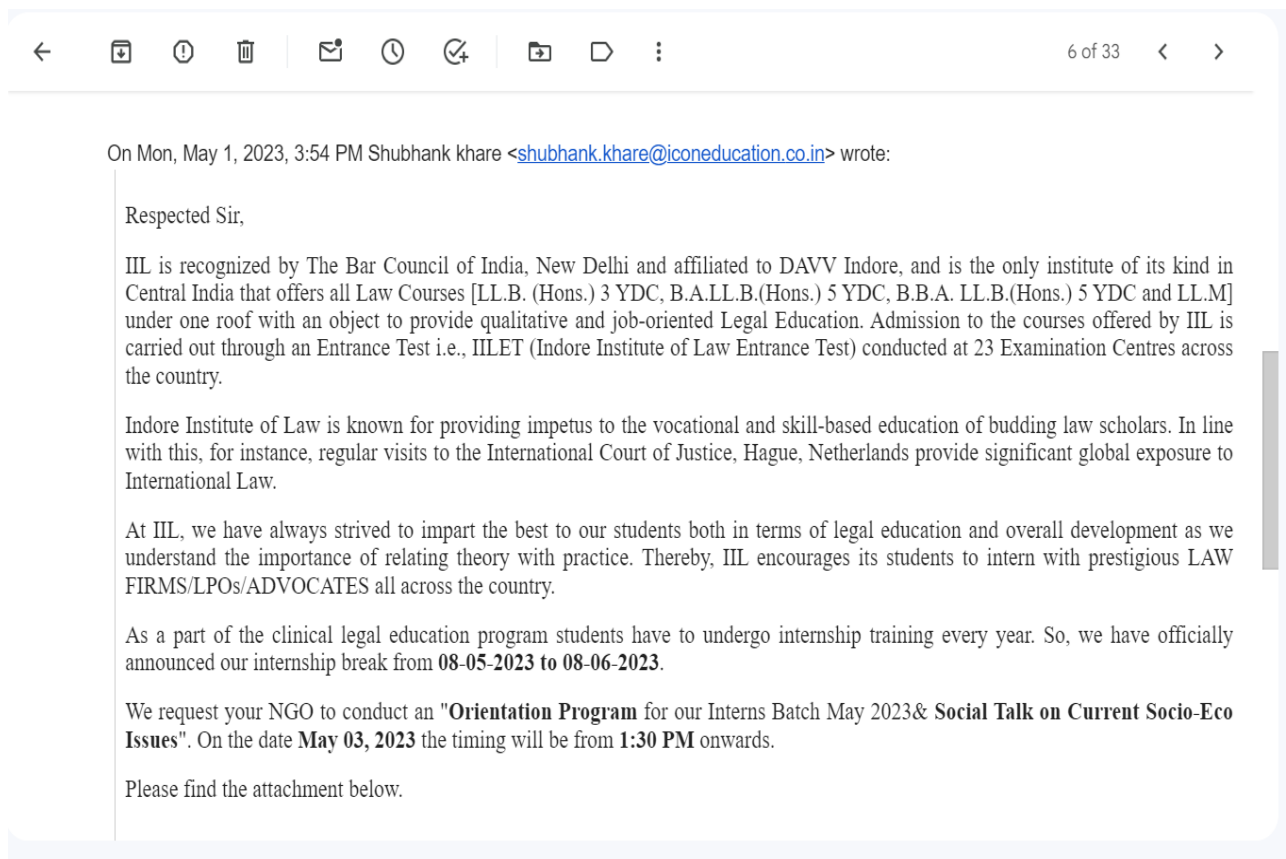 6 of 33
On Mon, May 1, 2023, 3:54 PM Shubhank khare <shubhank.khare@iconeducation.co.in> wrote:
Respected Sir,
IIL is recognized by The Bar Council of India, New Delhi and affiliated to DAVV Indore, and is the only institute of its kind in
Central India that offers all Law Courses [LL.B. (Hons.) 3 YDC, B.A.LL.B.(Hons.) 5 YDC, B.B.A. LL.B.(Hons.) 5 YDC and LL.M]
under one roof with an object to provide qualitative and job-oriented Legal Education. Admission to the courses offered by IIL is
carried out through an Entrance Test i.e., IILET (Indore Institute of Law Entrance Test) conducted at 23 Examination Centres across
the country.
Indore Institute of Law is known for providing impetus to the vocational and skill-based education of budding law scholars. In line
with this, for instance, regular visits to the International Court of Justice, Hague, Netherlands provide significant global exposure to
International Law.
At IIL, we have always strived to impart the best to our students both in terms of legal education and overall development as we
understand the importance of relating theory with practice. Thereby, IIL encourages its students to intern with prestigious LAW
FIRMS/LPOs/ADVOCATES all across the country.
As a part of the clinical legal education program students have to undergo internship training every year. So, we have officially
announced our internship break from 08-05-2023 to 08-06-2023.
We request your NGO to conduct an "Orientation Program for our Interns Batch May 2023& Social Talk on Current Socio-Eco
Issues". On the date May 03, 2023 the timing will be from 1:30 PM onwards.
Please find the attachment below.